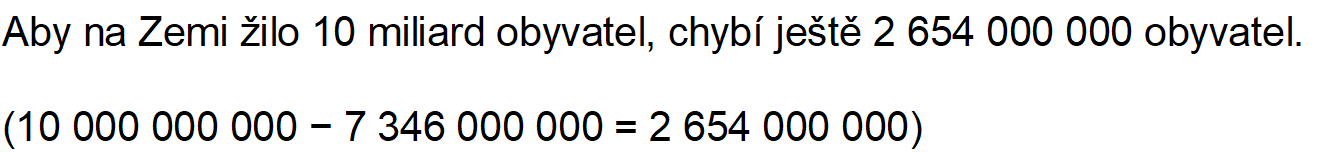 Aby na Zemi žilo 10 miliard obyvatel, chybí ještě 2 654 000 000 obyvatel.
(10 000 000 000 − 7 346 000 000 = 2 654 000 000)